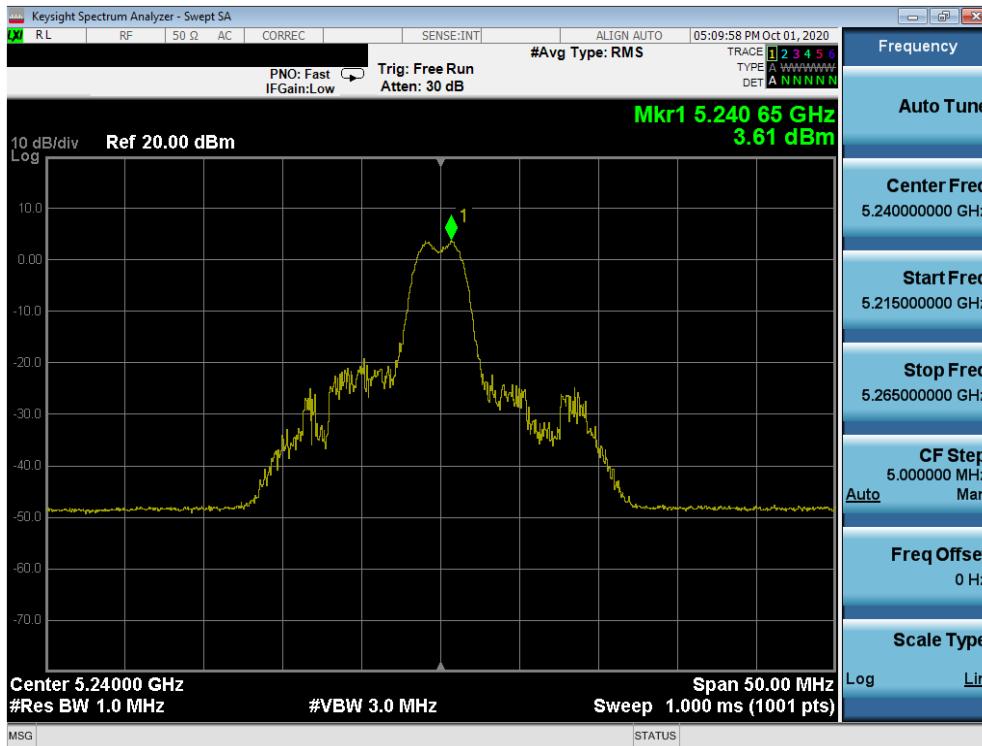 Keysight Spectrum Analyzer - Swept SA
LXI RL RF 50 Ω AC CORREC SENSE:INT ALIGN AUTO 05:09:58 PM Oct 01, 2020
PNO: Fast
IFGain:Low
Trig: Free Run
Atten: 30 dB
#Avg Type: RMS
TRACE 1 2 3 4 5 6
TYPE A WWWWW
DET A N N N N N
Mkr1 5.240 65 GHz
3.61 dBm
10 dB/div Ref 20.00 dBm
Log
1
10.0
0.00
-10.0
-20.0
-30.0
-40.0
-50.0
-60.0
-70.0
Center 5.24000 GHz Span 50.00 MHz
#Res BW 1.0 MHz #VBW 3.0 MHz Sweep 1.000 ms (1001 pts)
MSG STATUS
Frequency
Auto Tune
Center Freq
5.240000000 GHz
Start Freq
5.215000000 GHz
Stop Freq
5.265000000 GHz
CF Step
5.000000 MHz
Auto Man
Freq Offset
0 Hz
Scale Type
Log Lin